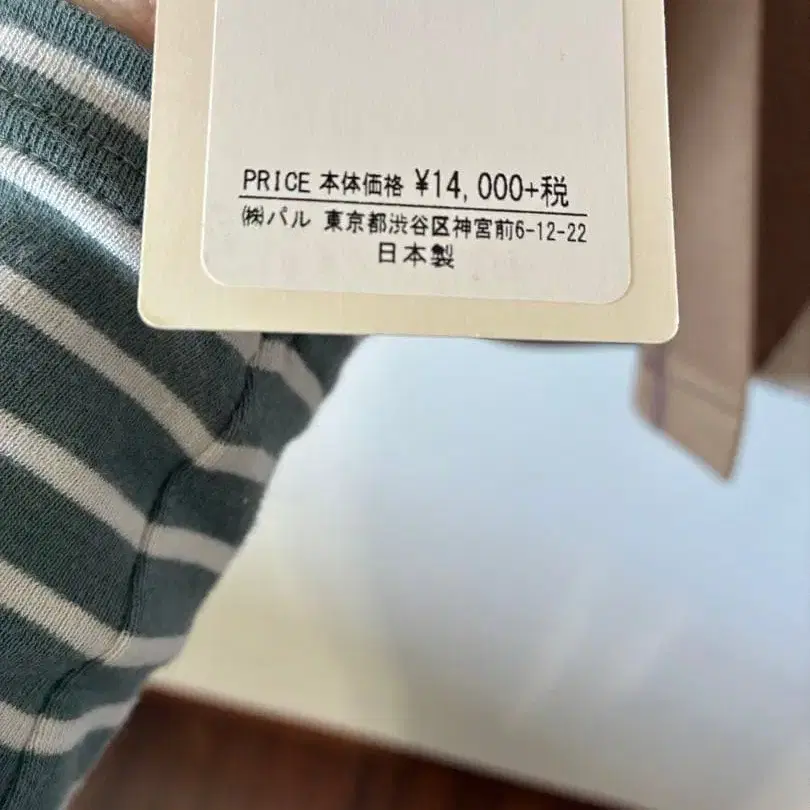 PRICE 本体価格 ¥14,000+税
㈱パル 東京都渋谷区神宮前6-12-22
日本製